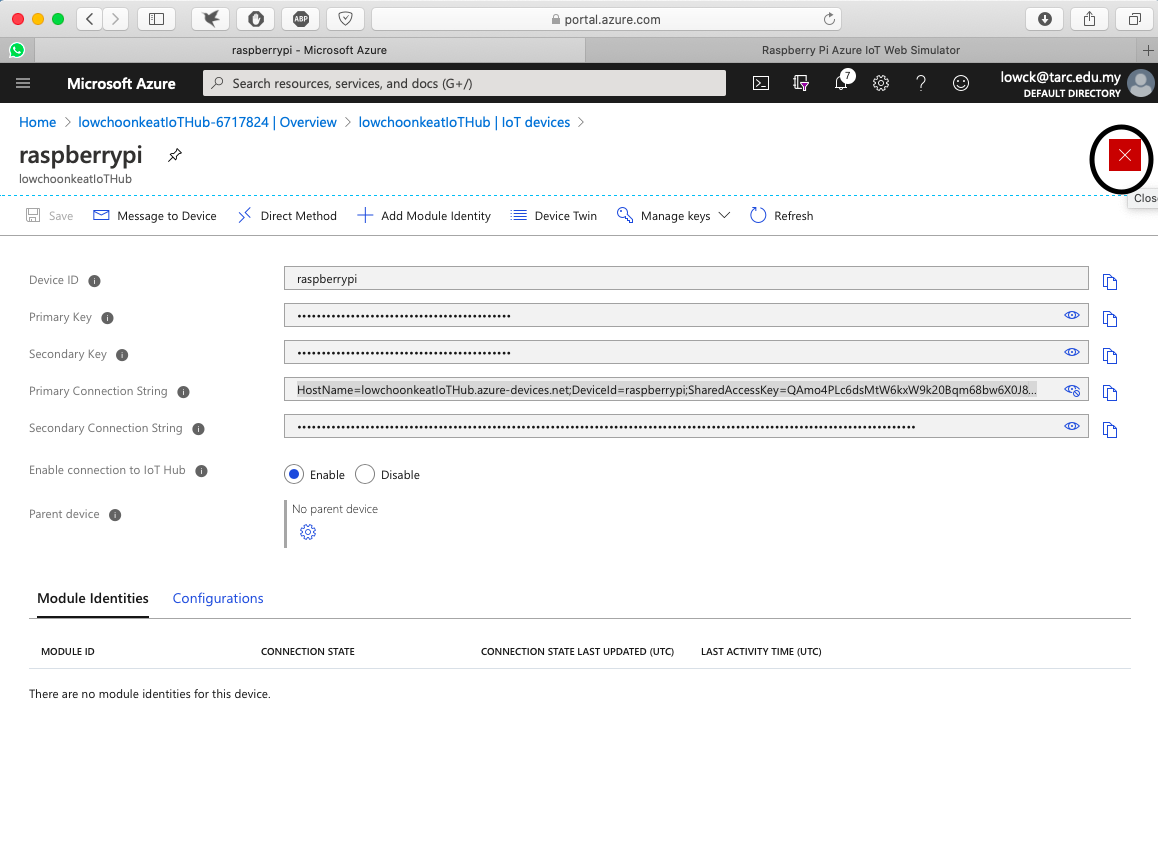 portal.azure.com
raspberrypi - Microsoft Azure
Raspberry Pi Azure IoT Web Simulator
Microsoft Azure
Search resources, services, and docs (G+/)
7
lowck@tarc.edu.my
DEFAULT DIRECTORY
Home > lowchoonkeatIoTHub-6717824 | Overview > lowchoonkeatIoTHub | IoT devices >
raspberrypi
lowchoonkeatIoTHub
Close
Save Message to Device Direct Method Add Module Identity Device Twin Manage keys Refresh
Device ID raspberrypi
Primary Key
Secondary Key
Primary Connection String HostName=lowchoonkeatIoTHub.azure-devices.net;DeviceId=raspberrypi;SharedAccessKey=QAmo4PLc6dsMtW6kxW9k20Bqm68bw6X0J8...
Secondary Connection String
Enable connection to IoT Hub Enable Disable
Parent device No parent device
Module Identities Configurations
MODULE ID CONNECTION STATE CONNECTION STATE LAST UPDATED (UTC) LAST ACTIVITY TIME (UTC)
There are no module identities for this device.